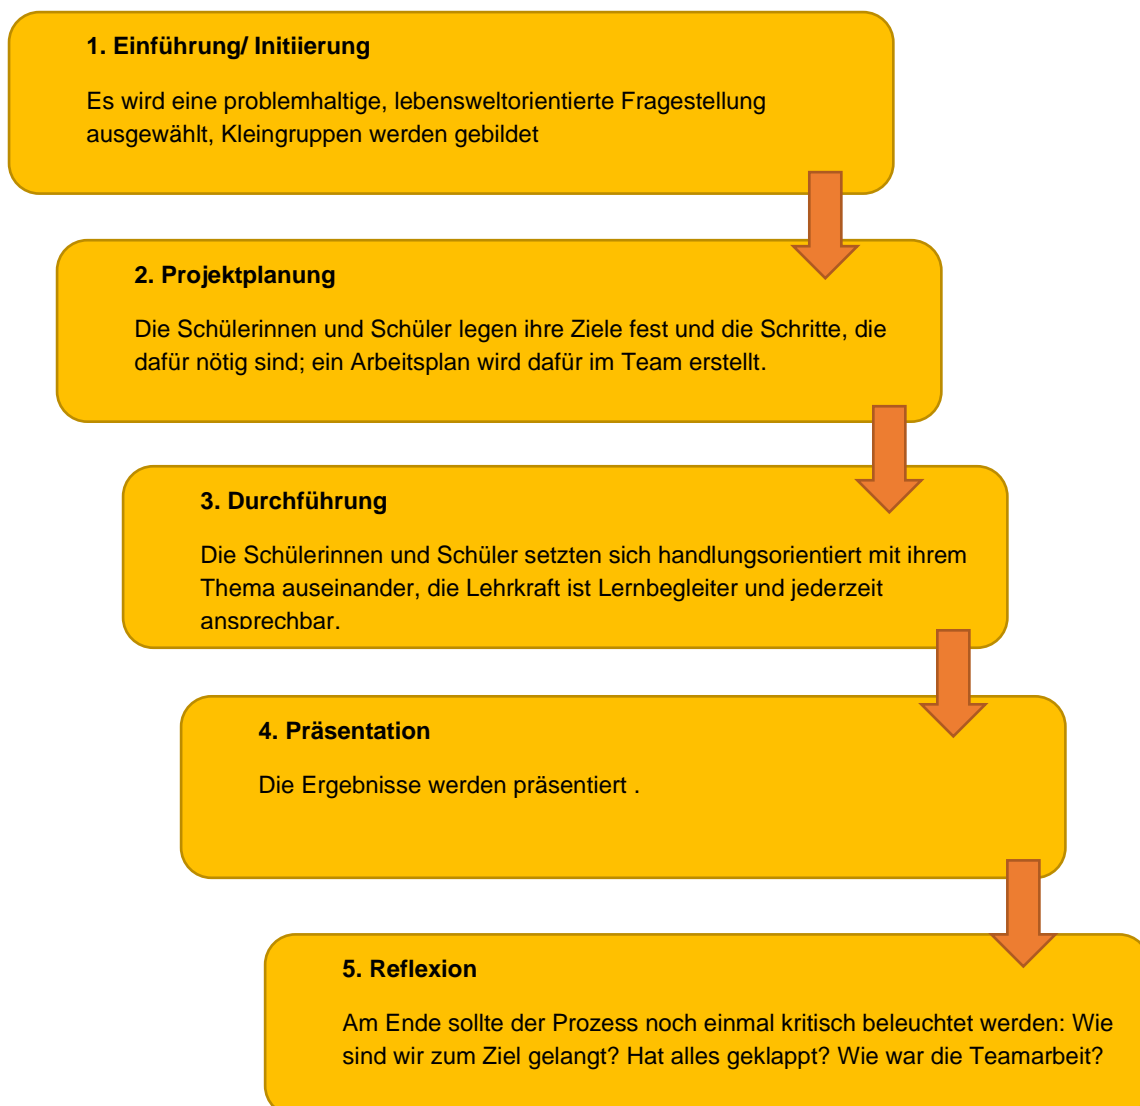 1. Einführung/ Initiierung
Es wird eine problemhaltige, lebensweltorientierte Fragestellung
ausgewählt, Kleingruppen werden gebildet
2. Projektplanung
Die Schülerinnen und Schüler legen ihre Ziele fest und die Schritte, die
dafür nötig sind; ein Arbeitsplan wird dafür im Team erstellt.
3. Durchführung
Die Schülerinnen und Schüler setzten sich handlungsorientiert mit ihrem
Thema auseinander, die Lehrkraft ist Lernbegleiter und jederzeit
ansprechbar.
4. Präsentation
Die Ergebnisse werden präsentiert .
5. Reflexion
Am Ende sollte der Prozess noch einmal kritisch beleuchtet werden: Wie
sind wir zum Ziel gelangt? Hat alles geklappt? Wie war die Teamarbeit?